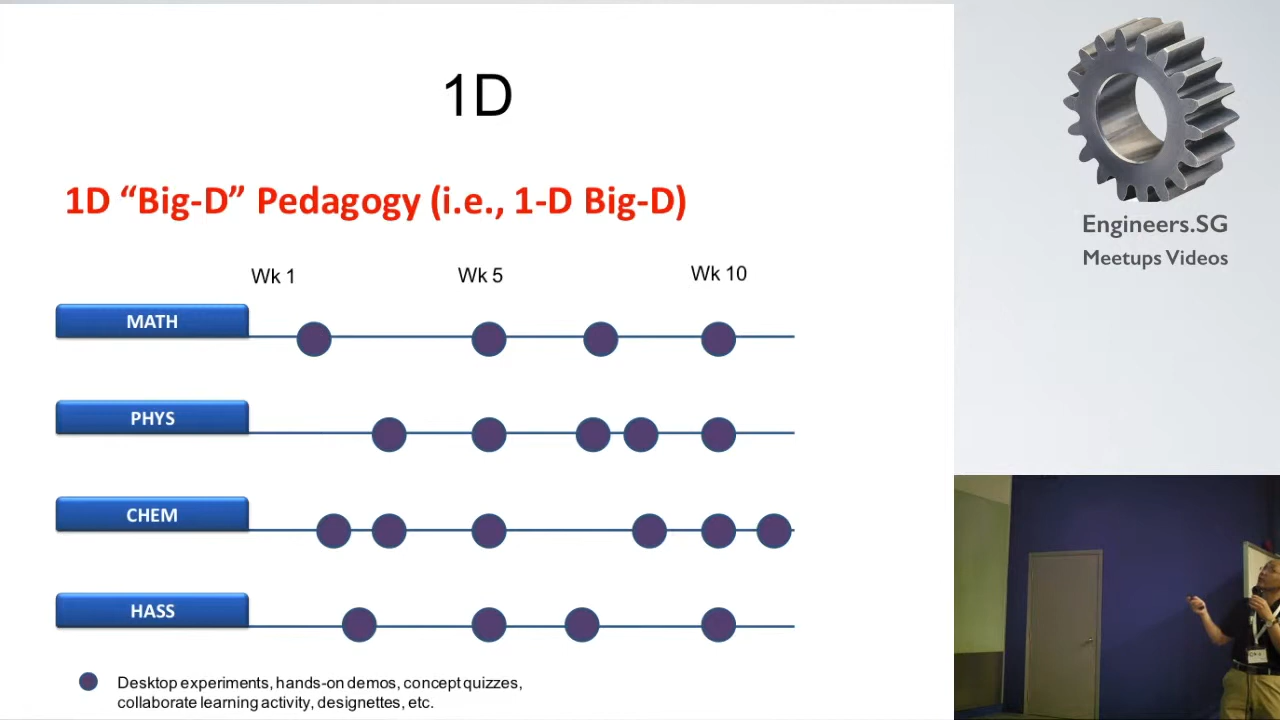 1D
1D “Big-D” Pedagogy (i.e., 1-D Big-D)
Wk 1
Wk 5
Wk 10
MATH
PHYS
CHEM
HASS
Desktop experiments, hands-on demos, concept quizzes,
collaborate learning activity, designettes, etc.
Engineers.SG
Meetups Videos